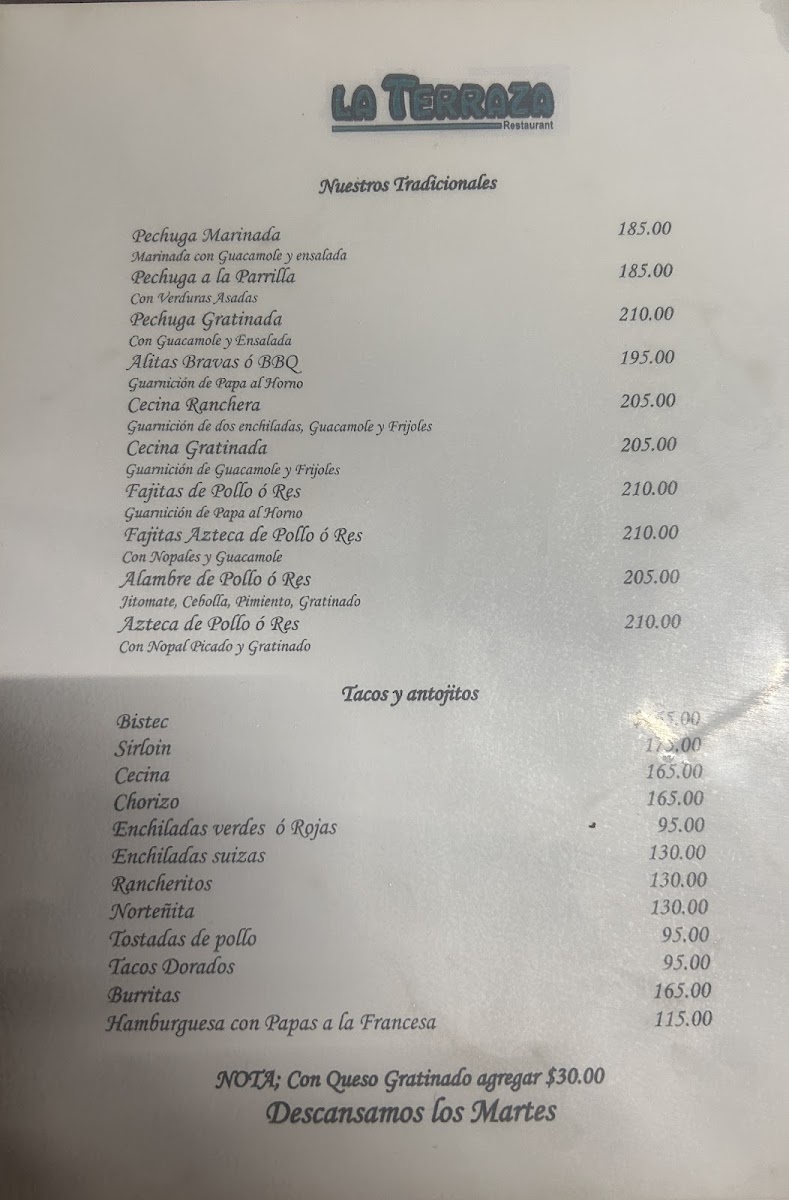 LA TERRAZA
Restaurant
Nuestros Tradicionales
Pechuga Marinada 185.00
Marinada con Guacamole y ensalada
Pechuga a la Parrilla 185.00
Con Verduras Asadas
Pechuga Gratinada 210.00
Con Guacamole y Ensalada
Alitas Bravas ó BBQ 195.00
Guarnición de Papa al Horno
Cecina Ranchera 205.00
Guarnición de dos enchiladas, Guacamole y Frijoles
Cecina Gratinada 205.00
Guarnición de Guacamole y Frijoles
Fajitas de Pollo ó Res 210.00
Guarnición de Papa al Horno
Fajitas Azteca de Pollo ó Res 210.00
Con Nopales y Guacamole
Alambre de Pollo ó Res 205.00
Jitomate, Cebolla, Pimiento, Gratinado
Azteca de Pollo ó Res 210.00
Con Nopal Picado y Gratinado
Tacos y antojitos
Bistec
Sirloin 175.00
Cecina 165.00
Chorizo 165.00
Enchiladas verdes ó Rojas 95.00
Enchiladas suizas 130.00
Rancheritos 130.00
Norteñita 130.00
Tostadas de pollo 95.00
Tacos Dorados 95.00
Burritas 165.00
Hamburguesa con Papas a la Francesa 115.00
NOTA; Con Queso Gratinado agregar $30.00
Descansamos los Martes